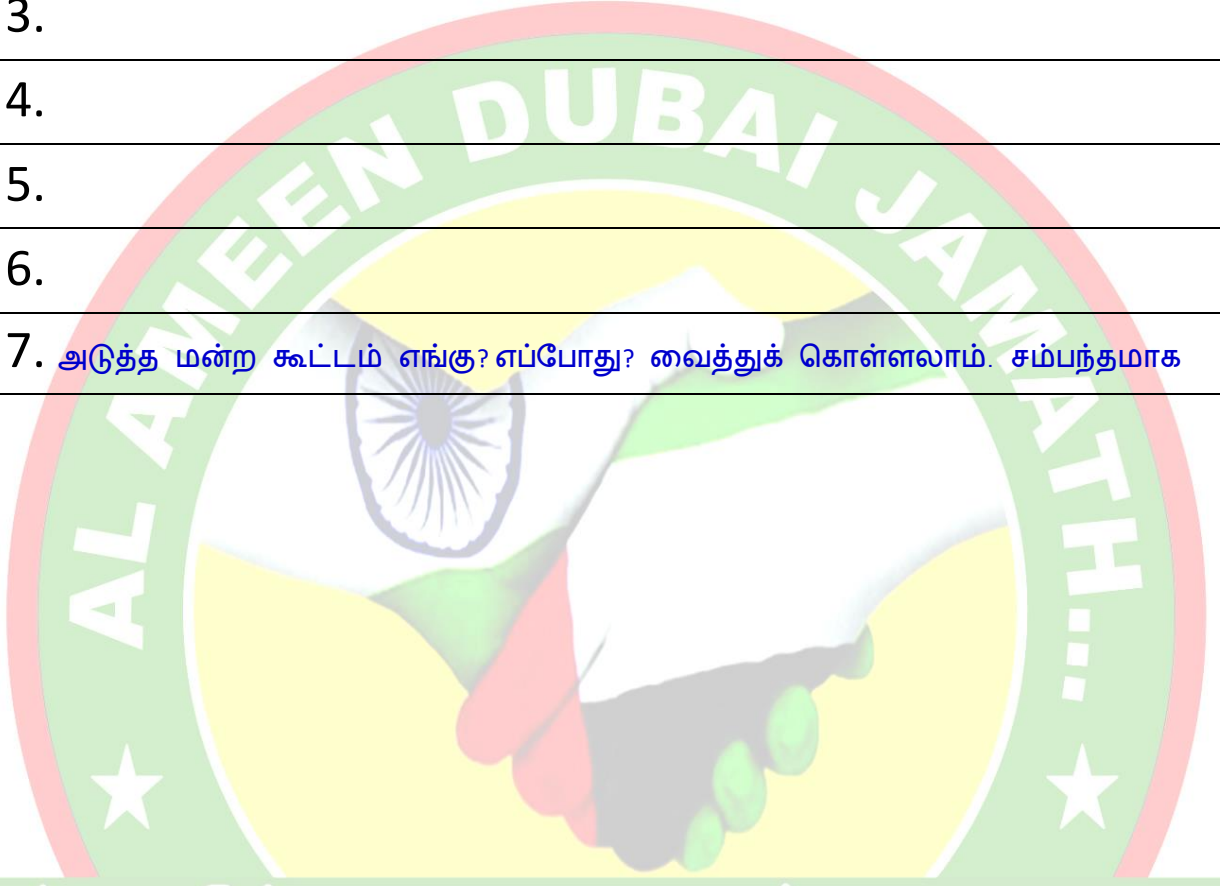 3.
4.
5.
6.
7. அடுத்த மன்ற கூட்டம் எங்கு? எப்போது? வைத்துக் கொள்ளலாம். சம்பந்தமாக
AL AMEEN DUBAI JAMATH...